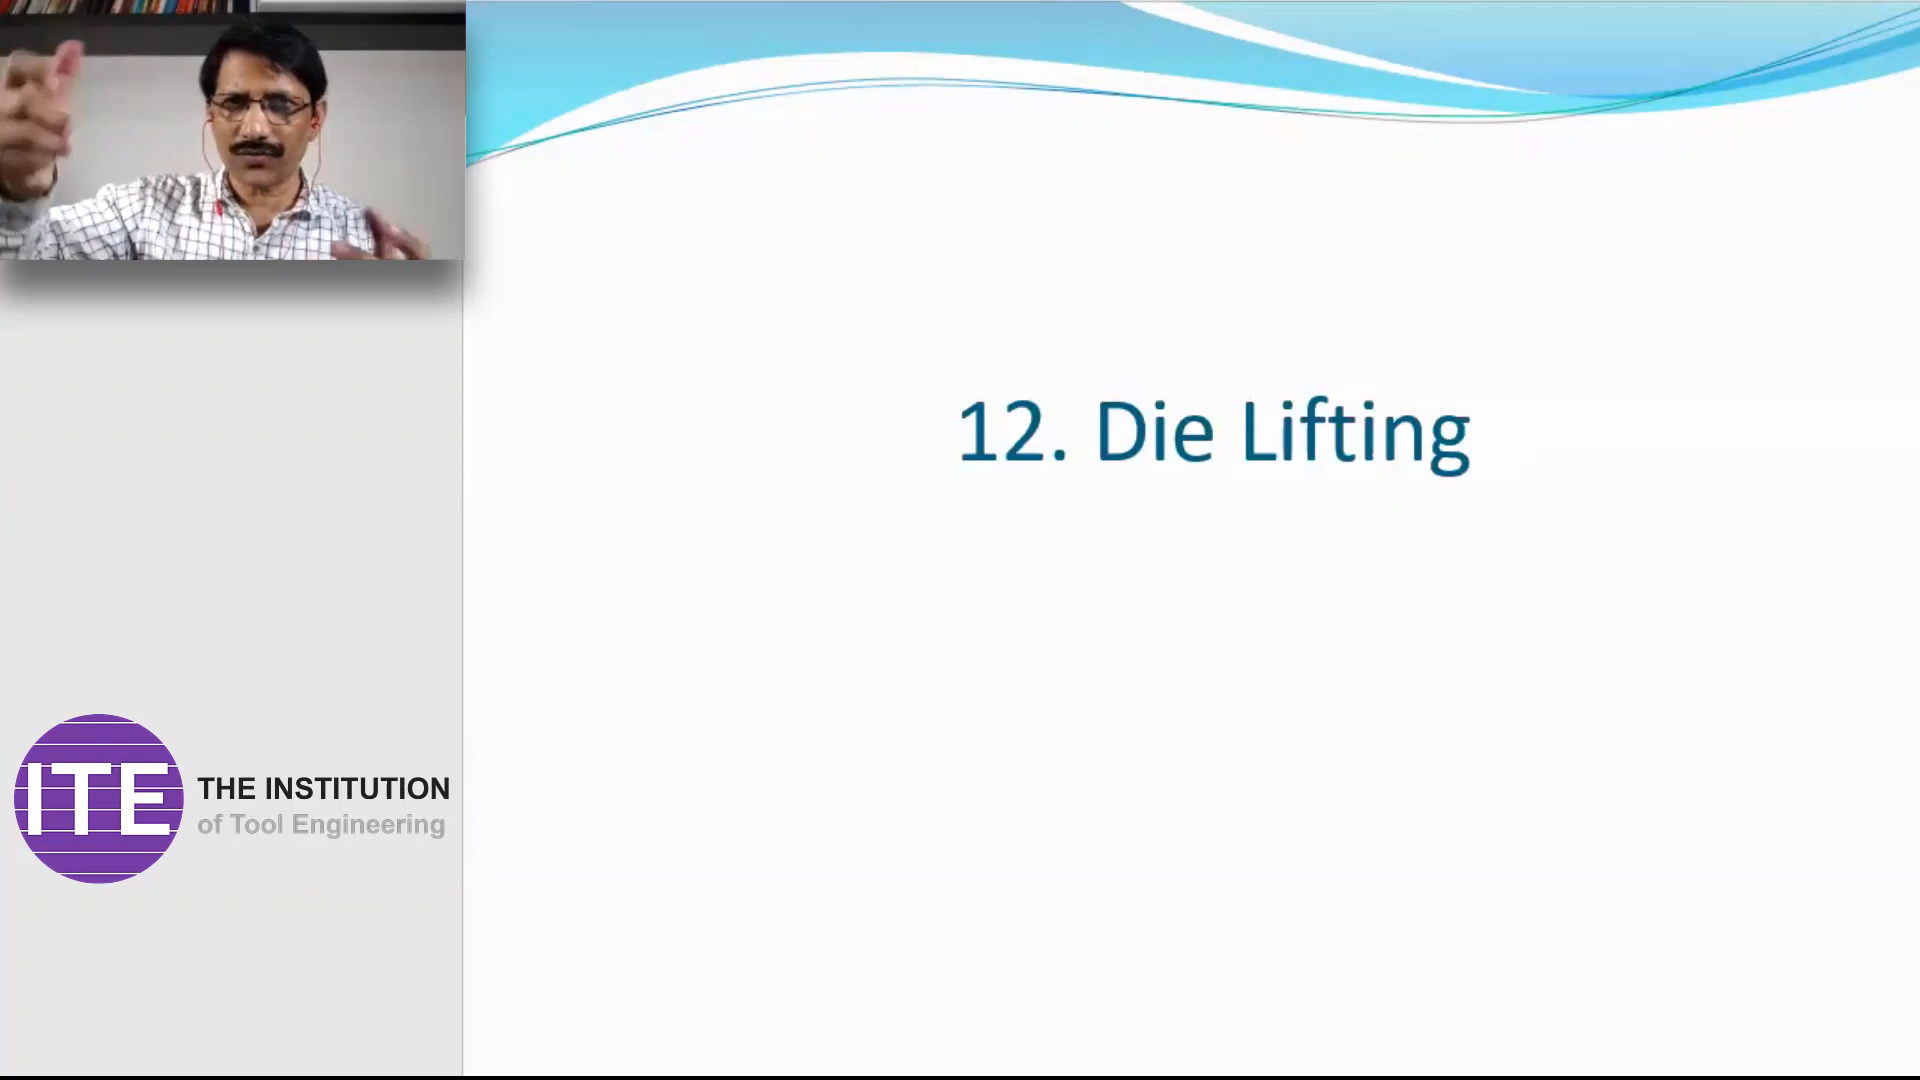 12. Die Lifting
ITE
THE INSTITUTION
of Tool Engineering